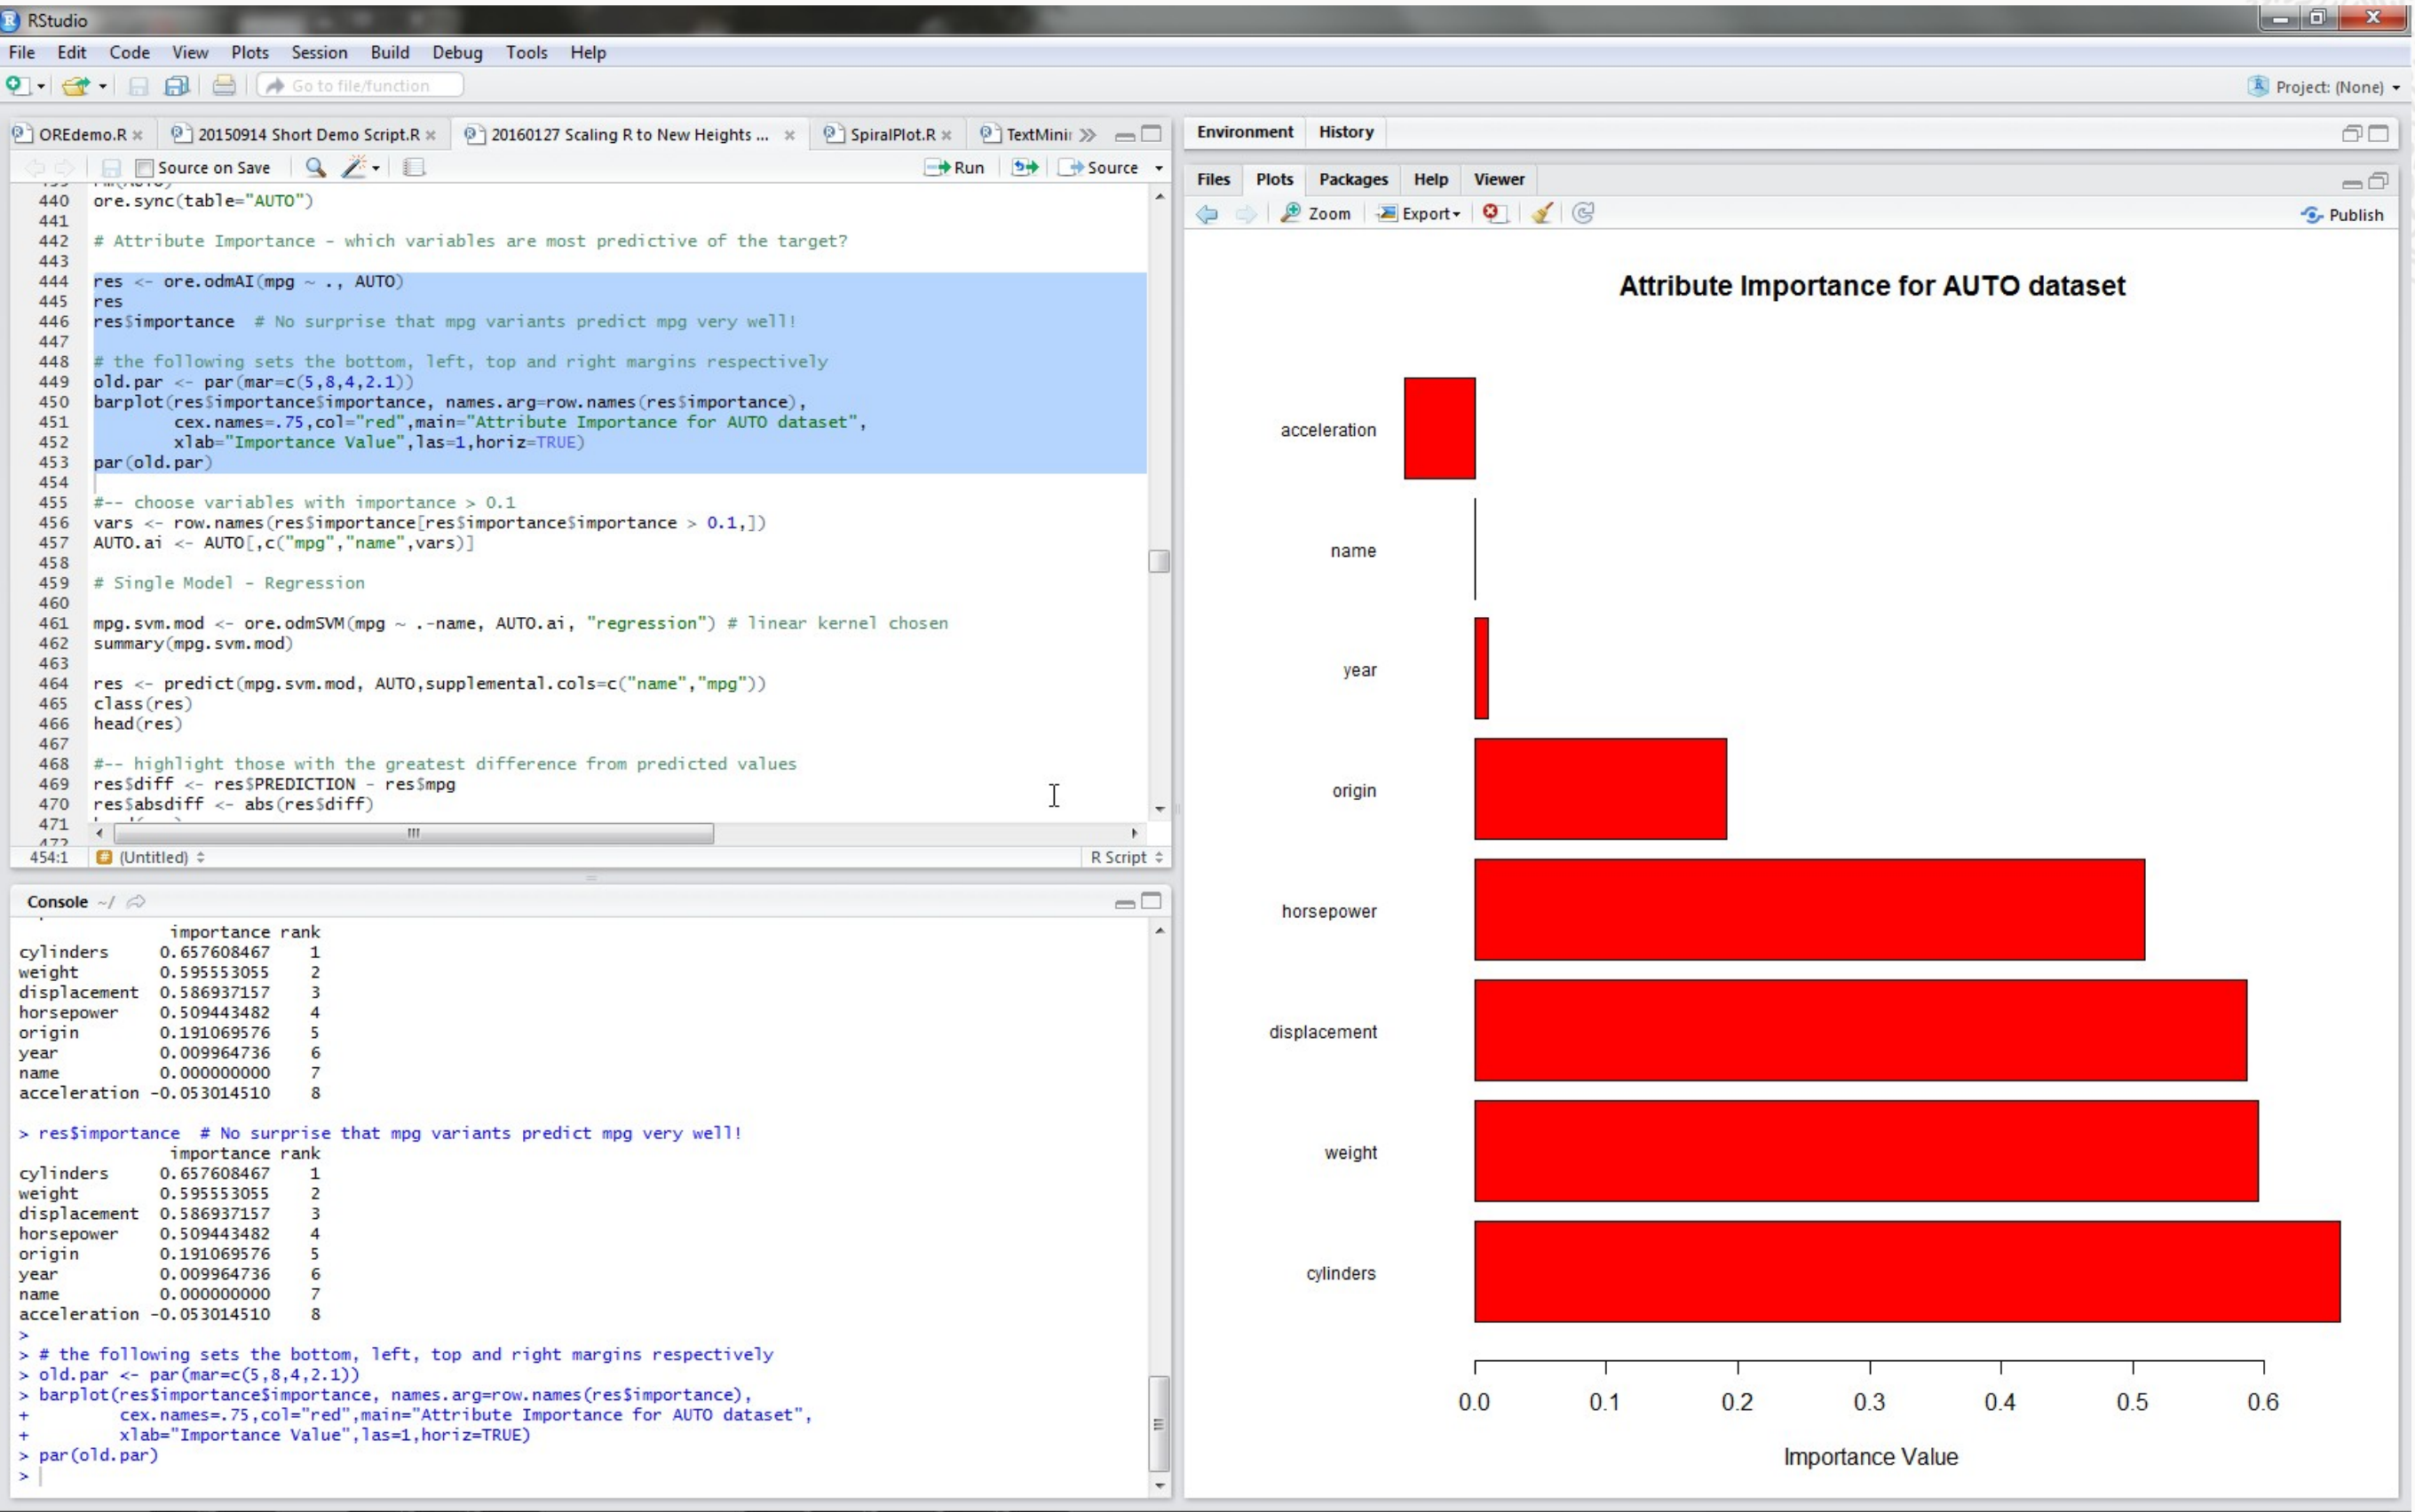 RStudio
File Edit Code View Plots Session Build Debug Tools Help
Go to file/function
Project: (None)
OREdemo.R
20150914 Short Demo Script.R
20160127 Scaling R to New Heights ...
SpiralPlot.R
TextMini
Source on Save
Run
Source
440 ore.sync(table="AUTO")
441
442 # Attribute Importance - which variables are most predictive of the target?
443
444 res <- ore.odmAI(mpg ~ ., AUTO)
445 res
446 res$importance # No surprise that mpg variants predict mpg very well!
447
448 # the following sets the bottom, left, top and right margins respectively
449 old.par <- par(mar=c(5,8,4,2.1))
450 barplot(res$importance$importance, names.arg=row.names(res$importance),
451 cex.names=.75,col="red",main="Attribute Importance for AUTO dataset",
452 xlab="Importance Value",las=1,horiz=TRUE)
453 par(old.par)
454
455 #-- choose variables with importance > 0.1
456 vars <- row.names(res$importance[res$importance$importance > 0.1,])
457 AUTO.ai <- AUTO[,c("mpg","name",vars)]
458
459 # Single Model - Regression
460
461 mpg.svm.mod <- ore.odmSVM(mpg ~ .-name, AUTO.ai, "regression") # linear kernel chosen
462 summary(mpg.svm.mod)
463
464 res <- predict(mpg.svm.mod, AUTO,supplemental.cols=c("name","mpg"))
465 class(res)
466 head(res)
467
468 #-- highlight those with the greatest difference from predicted values
469 res$diff <- res$PREDICTION - res$mpg
470 res$absdiff <- abs(res$diff)
471
454:1
(Untitled)
R Script
Console ~/
importance rank
cylinders 0.657608467 1
weight 0.595553055 2
displacement 0.586937157 3
horsepower 0.509443482 4
origin 0.191069576 5
year 0.009964736 6
name 0.000000000 7
acceleration -0.053014510 8
> res$importance # No surprise that mpg variants predict mpg very well!
importance rank
cylinders 0.657608467 1
weight 0.595553055 2
displacement 0.586937157 3
horsepower 0.509443482 4
origin 0.191069576 5
year 0.009964736 6
name 0.000000000 7
acceleration -0.053014510 8
>
> # the following sets the bottom, left, top and right margins respectively
> old.par <- par(mar=c(5,8,4,2.1))
> barplot(res$importance$importance, names.arg=row.names(res$importance),
+ cex.names=.75,col="red",main="Attribute Importance for AUTO dataset",
+ xlab="Importance Value",las=1,horiz=TRUE)
> par(old.par)
>
Environment History
Files Plots Packages Help Viewer
Zoom Export
Publish
Attribute Importance for AUTO dataset
acceleration
name
year
origin
horsepower
displacement
weight
cylinders
0.0 0.1 0.2 0.3 0.4 0.5 0.6
Importance Value